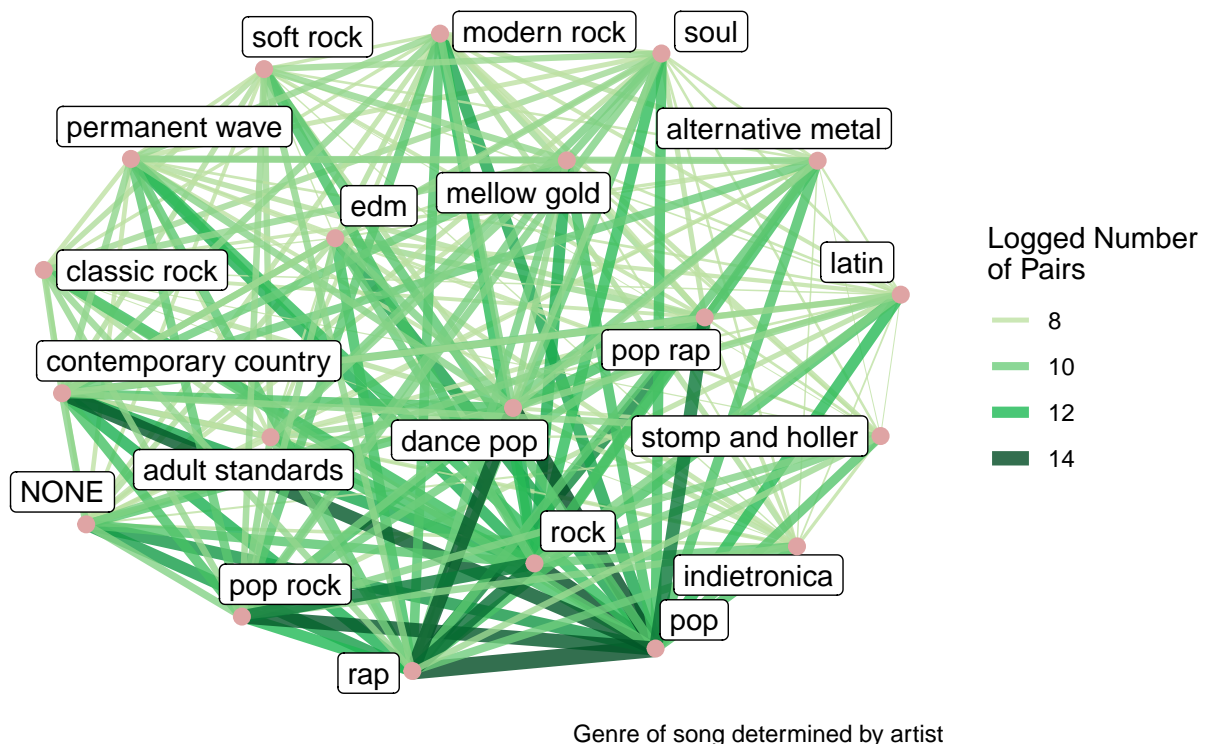 soft rock
modern rock
soul
permanent wave
alternative metal
mellow gold
edm
classic rock
latin
pop rap
contemporary country
dance pop
stomp and holler
adult standards
NONE
rock
indietronica
pop rock
pop
rap
Logged Number
of Pairs
8
10
12
14
Genre of song determined by artist